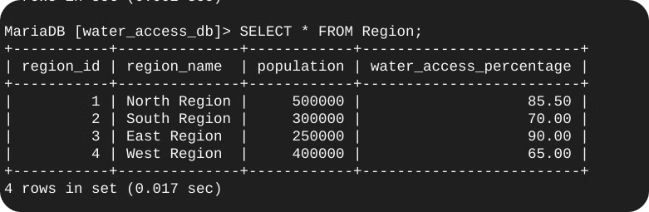 MariaDB [water_access_db]> SELECT * FROM Region;
+-----------+--------------+------------+-------------------------+
| region_id | region_name  | population | water_access_percentage |
+-----------+--------------+------------+-------------------------+
|         1 | North Region |     500000 |                   85.50 |
|         2 | South Region |     300000 |                   70.00 |
|         3 | East Region  |     250000 |                   90.00 |
|         4 | West Region  |     400000 |                   65.00 |
+-----------+--------------+------------+-------------------------+
4 rows in set (0.017 sec)